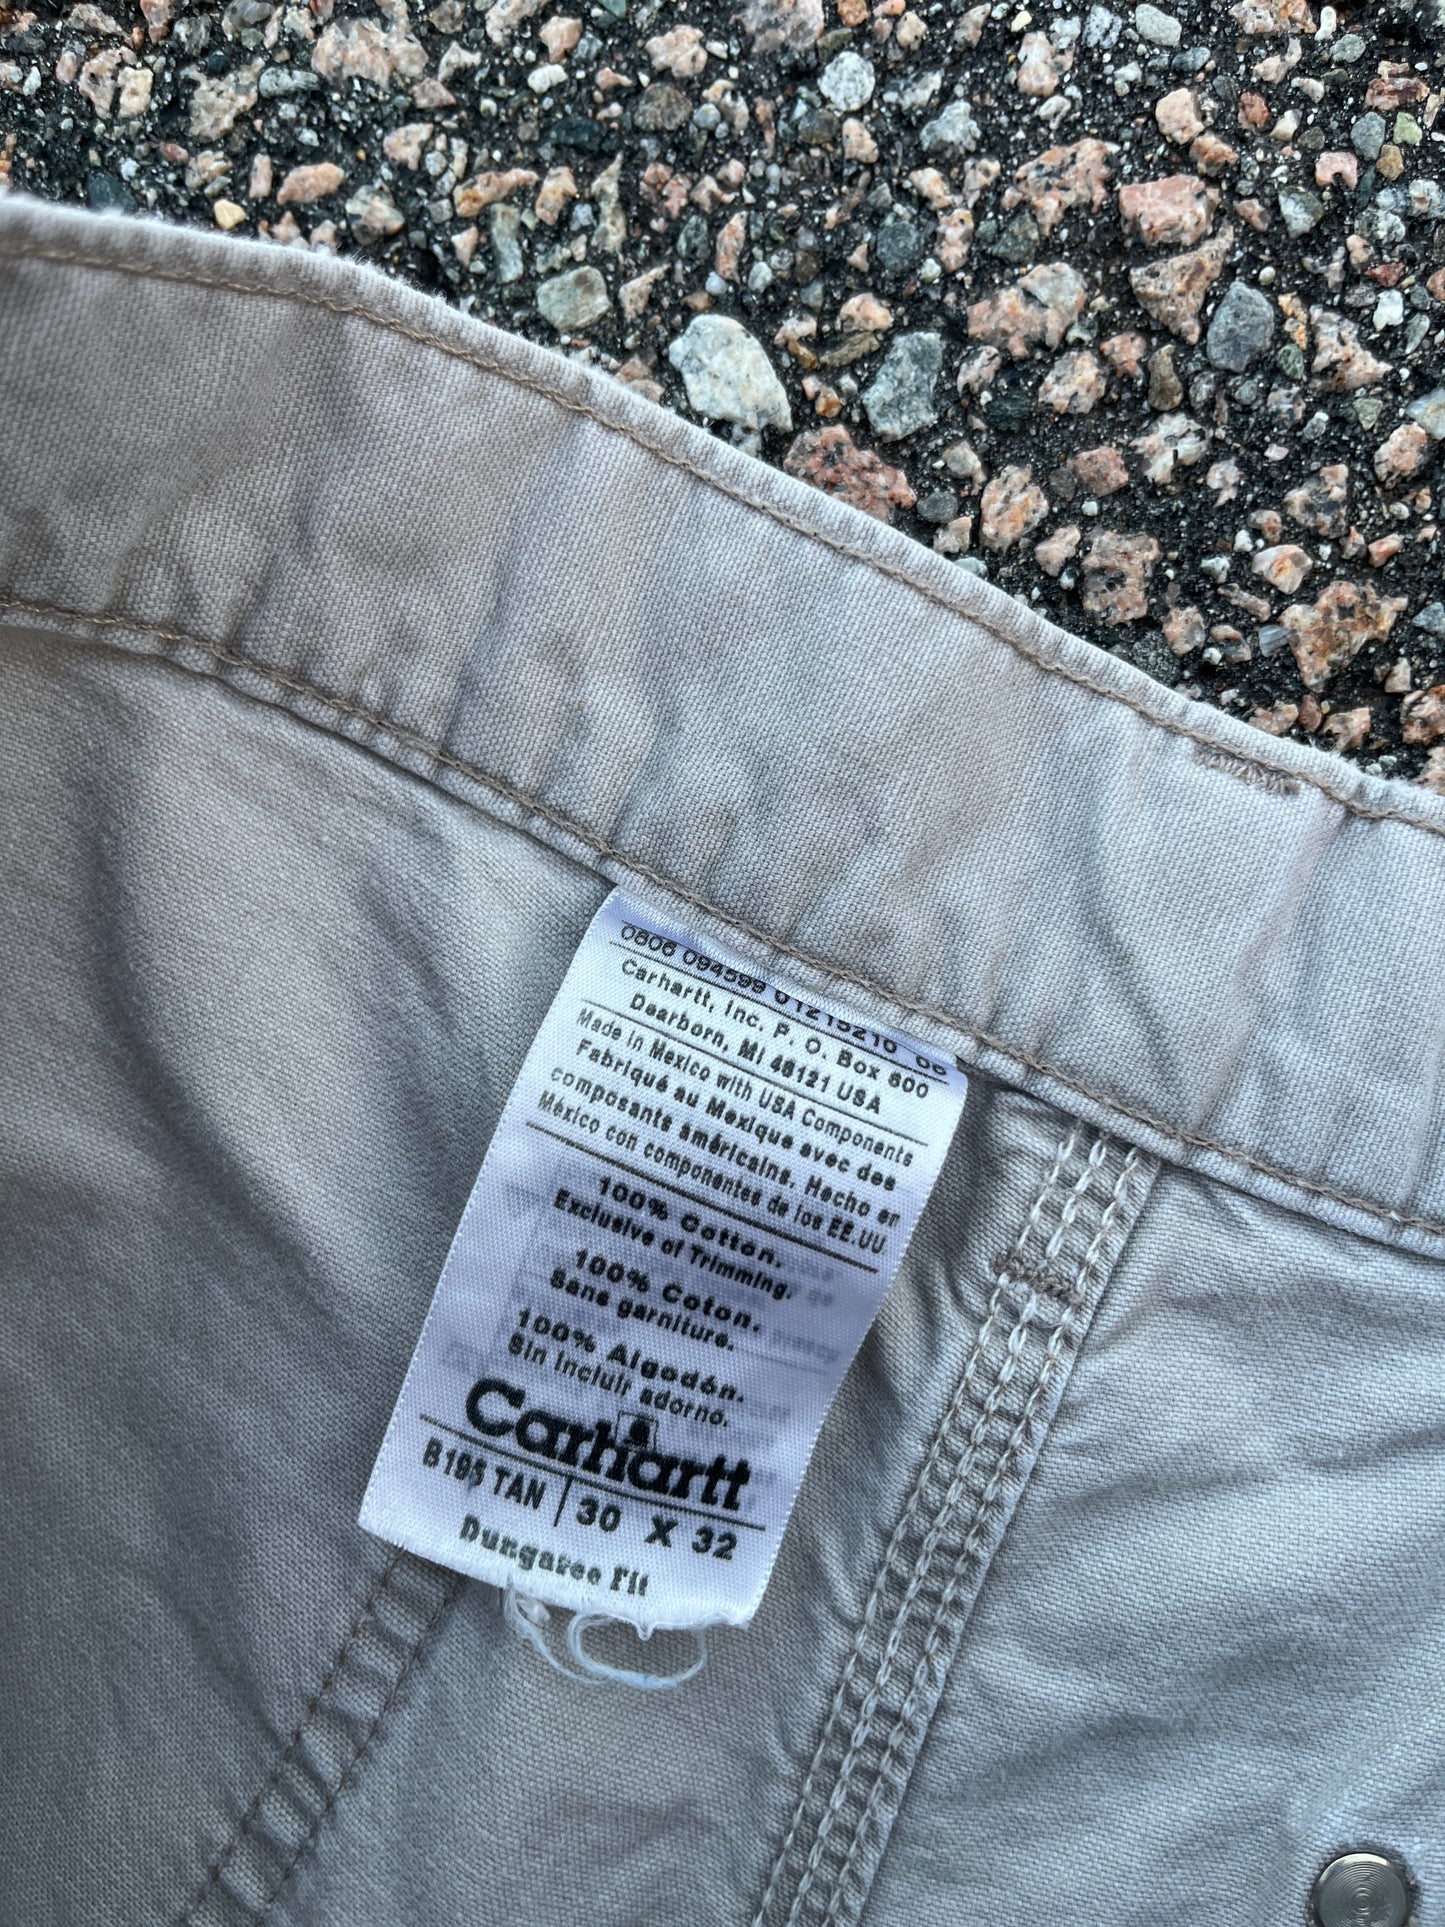 0806 094599 01215210 06
Carhartt, Inc. P. O. Box 600
Dearborn, MI 48121 USA
Made in Mexico with USA Components
Fabriqué au Mexique avec des
composants américains. Hecho en
México con componentes de los EE.UU.
100% Cotton.
Exclusive of Trimming.
100% Coton.
Sans garniture.
100% Algodón.
Sin incluir adorno.
Carhartt
B195 TAN | 30 X 32
Dungaree Fit